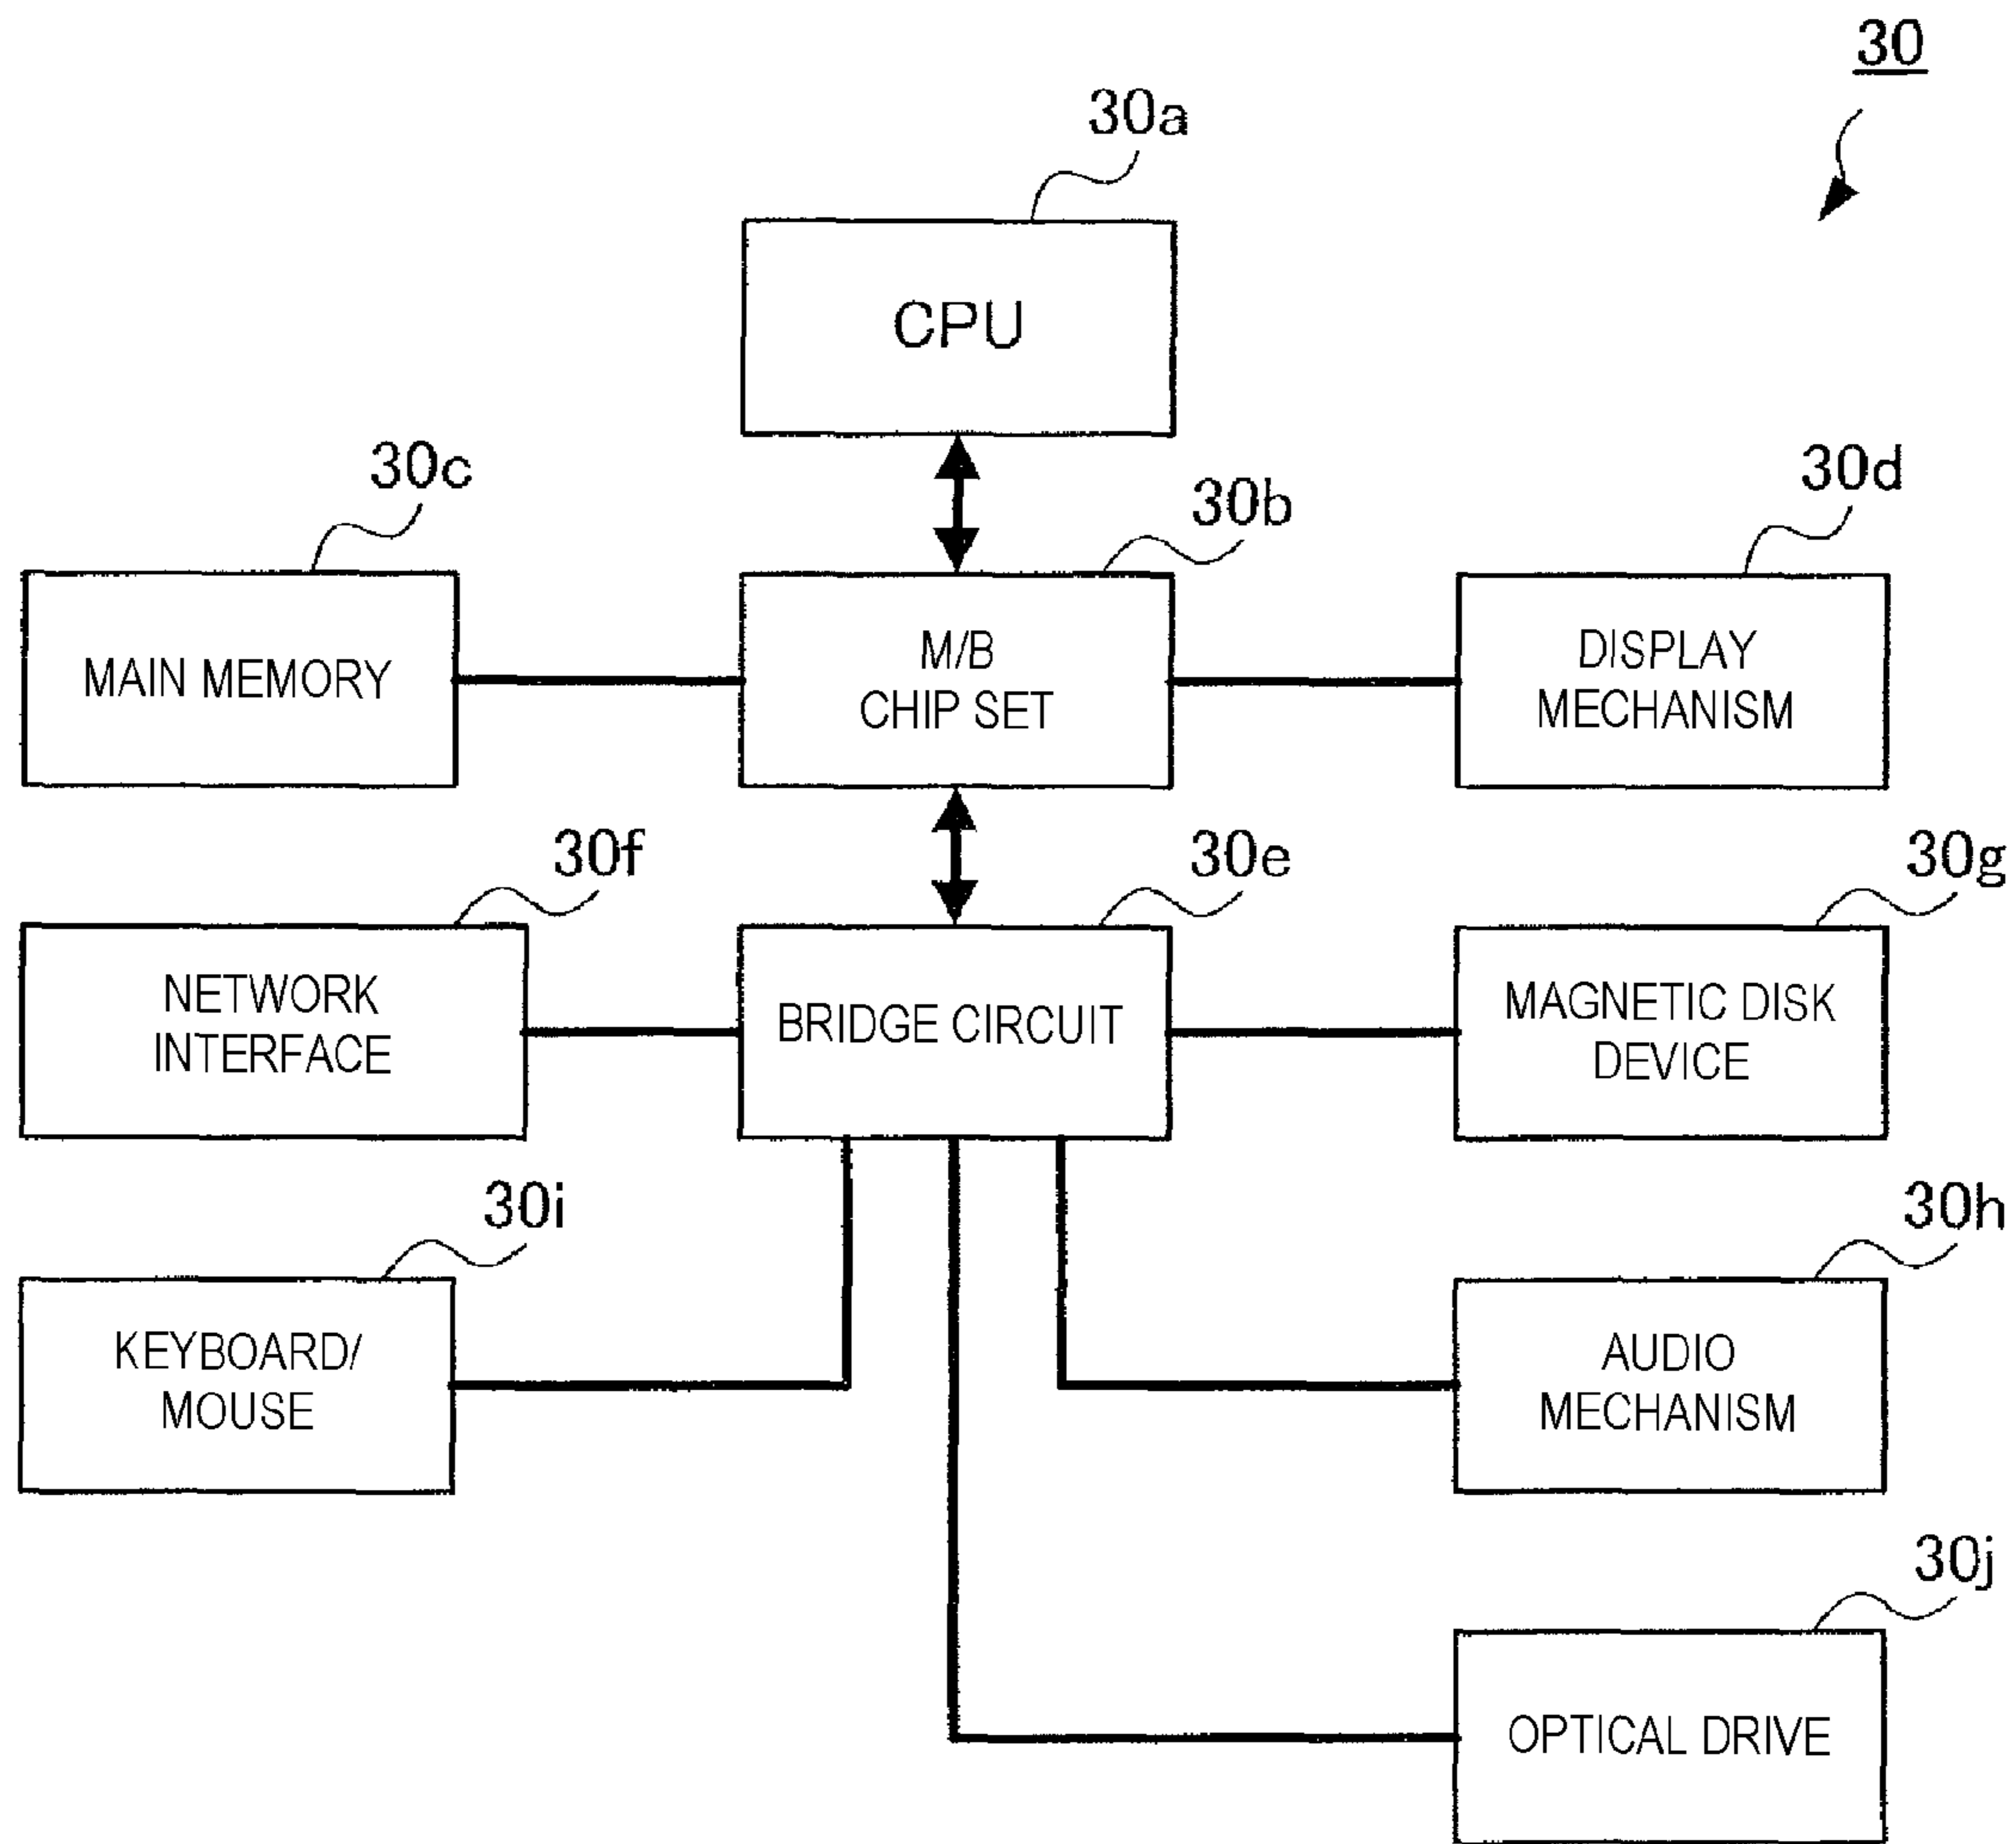 30
30a
CPU
30c
30b
30d
MAIN MEMORY
M/B
CHIP SET
DISPLAY
MECHANISM
30f
30e
30g
NETWORK
INTERFACE
BRIDGE CIRCUIT
MAGNETIC DISK
DEVICE
30i
30h
KEYBOARD/
MOUSE
AUDIO
MECHANISM
30j
OPTICAL DRIVE